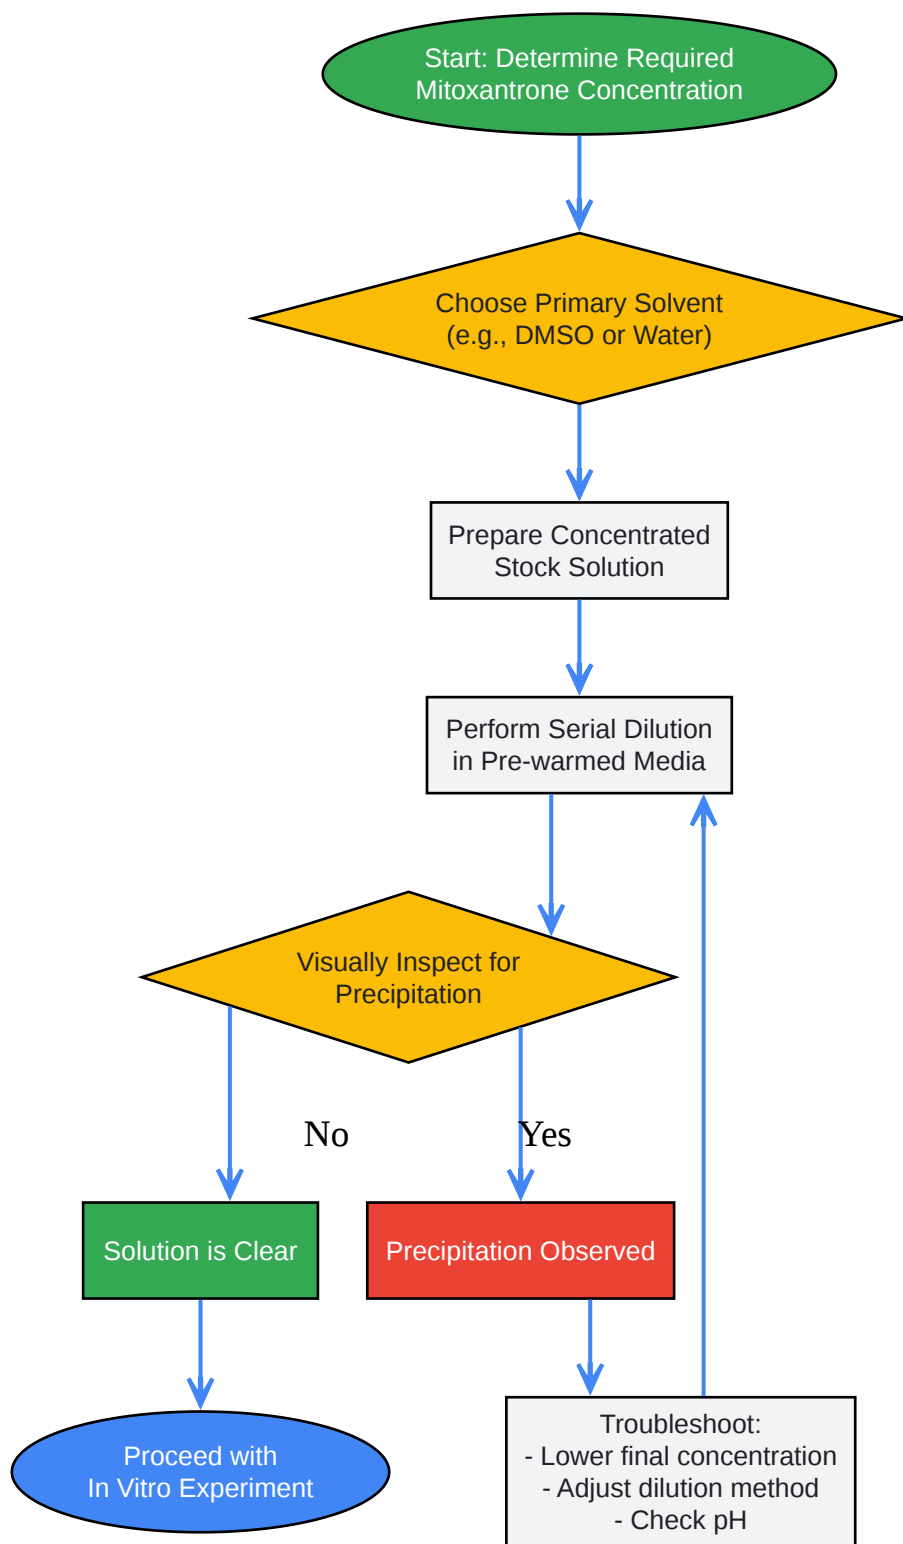 Start: Determine Required
Mitoxantrone Concentration
Choose Primary Solvent
(e.g., DMSO or Water)
Prepare Concentrated
Stock Solution
Perform Serial Dilution
in Pre-warmed Media
Visually Inspect for
Precipitation
No
Yes
Solution is Clear
Precipitation Observed
Proceed with
In Vitro Experiment
Troubleshoot:
- Lower final concentration
- Adjust dilution method
- Check pH